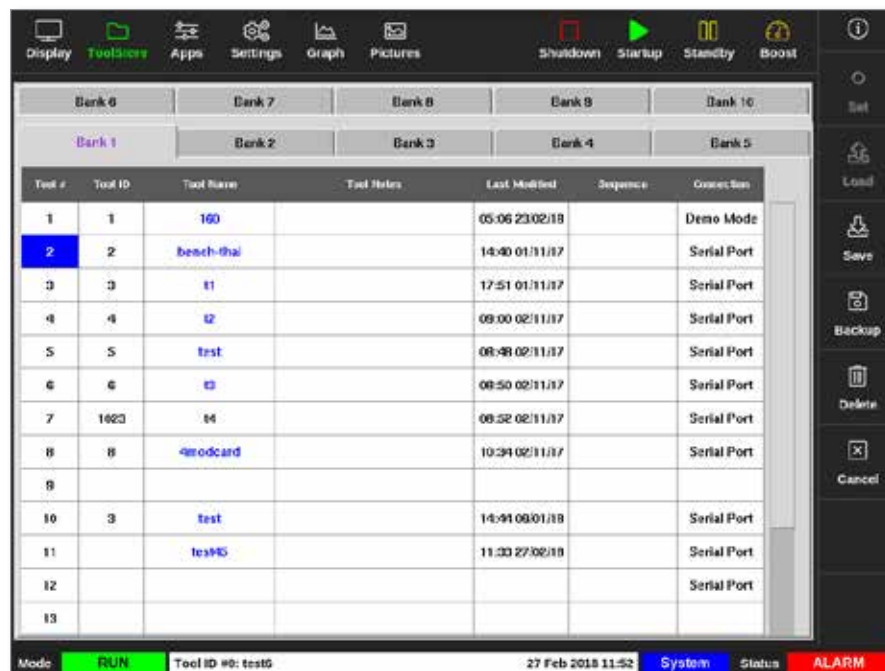 Display ToolStore Apps Settings Graph Pictures Shutdown Startup Standby Boost
Bank 6 Bank 7 Bank 8 Bank 9 Bank 10
Bank 1 Bank 2 Bank 3 Bank 4 Bank 5
Tool # Tool ID Tool Name Tool Notes Last Modified Sequence Connection
1 1 160 05:06 23/02/18 Demo Mode
2 2 bench-thai 14:40 01/11/17 Serial Port
3 3 t1 17:51 01/11/17 Serial Port
4 4 t2 09:00 02/11/17 Serial Port
5 5 test 08:48 02/11/17 Serial Port
6 6 t3 08:50 02/11/17 Serial Port
7 1023 t4 08:52 02/11/17 Serial Port
8 8 4modcard 10:34 02/11/17 Serial Port
9
10 3 test 14:44 Serial Port
11 test45 11:33 27/02/18 Serial Port
12 Serial Port
13
Set
Load
Save
Backup
Delete
Cancel
Mode RUN Tool ID #0: test6 27 Feb 2018 11:52 System Status ALARM